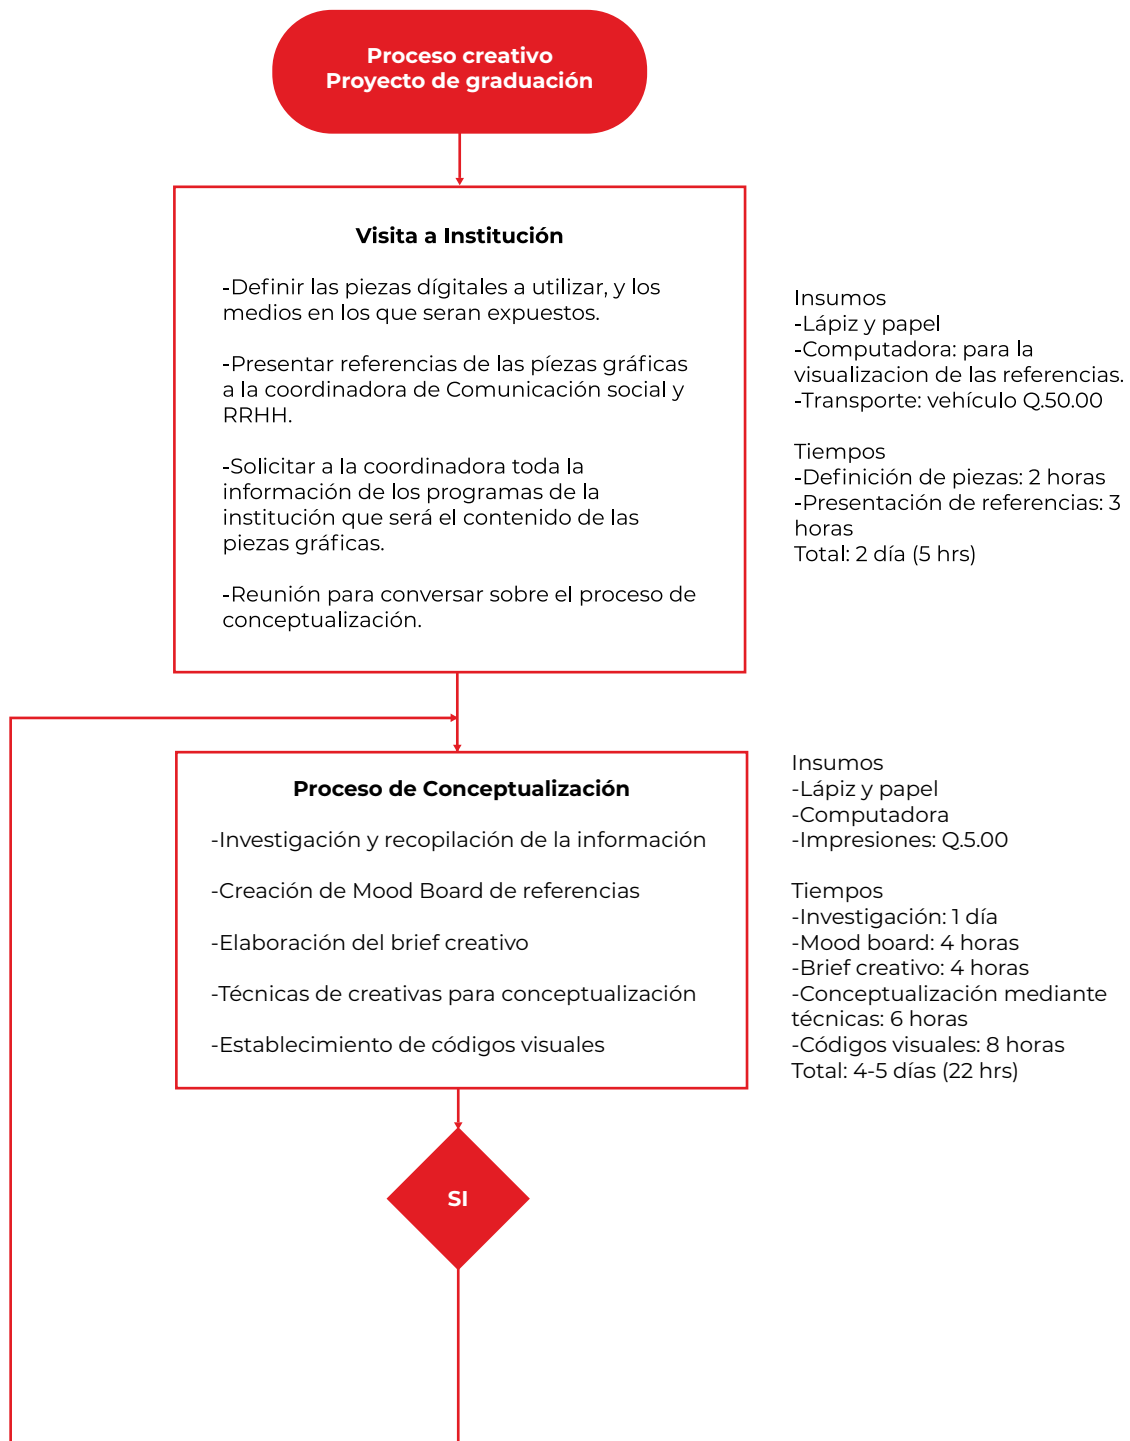 Proceso creativo
Proyecto de graduación
Visita a Institución
-Definir las piezas dígitales a utilizar, y los
medios en los que seran expuestos.
-Presentar referencias de las píezas gráficas
a la coordinadora de Comunicación social y
RRHH.
-Solicitar a la coordinadora toda la
información de los programas de la
institución que será el contenido de las
piezas gráficas.
-Reunión para conversar sobre el proceso de
conceptualización.
Insumos
-Lápiz y papel
-Computadora: para la
visualizacion de las referencias.
-Transporte: vehículo Q.50.00
Tiempos
-Definición de piezas: 2 horas
-Presentación de referencias: 3
horas
Total: 2 día (5 hrs)
Proceso de Conceptualización
-Investigación y recopilación de la información
-Creación de Mood Board de referencias
-Elaboración del brief creativo
-Técnicas de creativas para conceptualización
-Establecimiento de códigos visuales
Insumos
-Lápiz y papel
-Computadora
-Impresiones: Q.5.00
Tiempos
-Investigación: 1 día
-Mood board: 4 horas
-Brief creativo: 4 horas
-Conceptualización mediante
técnicas: 6 horas
-Códigos visuales: 8 horas
Total: 4-5 días (22 hrs)
SI